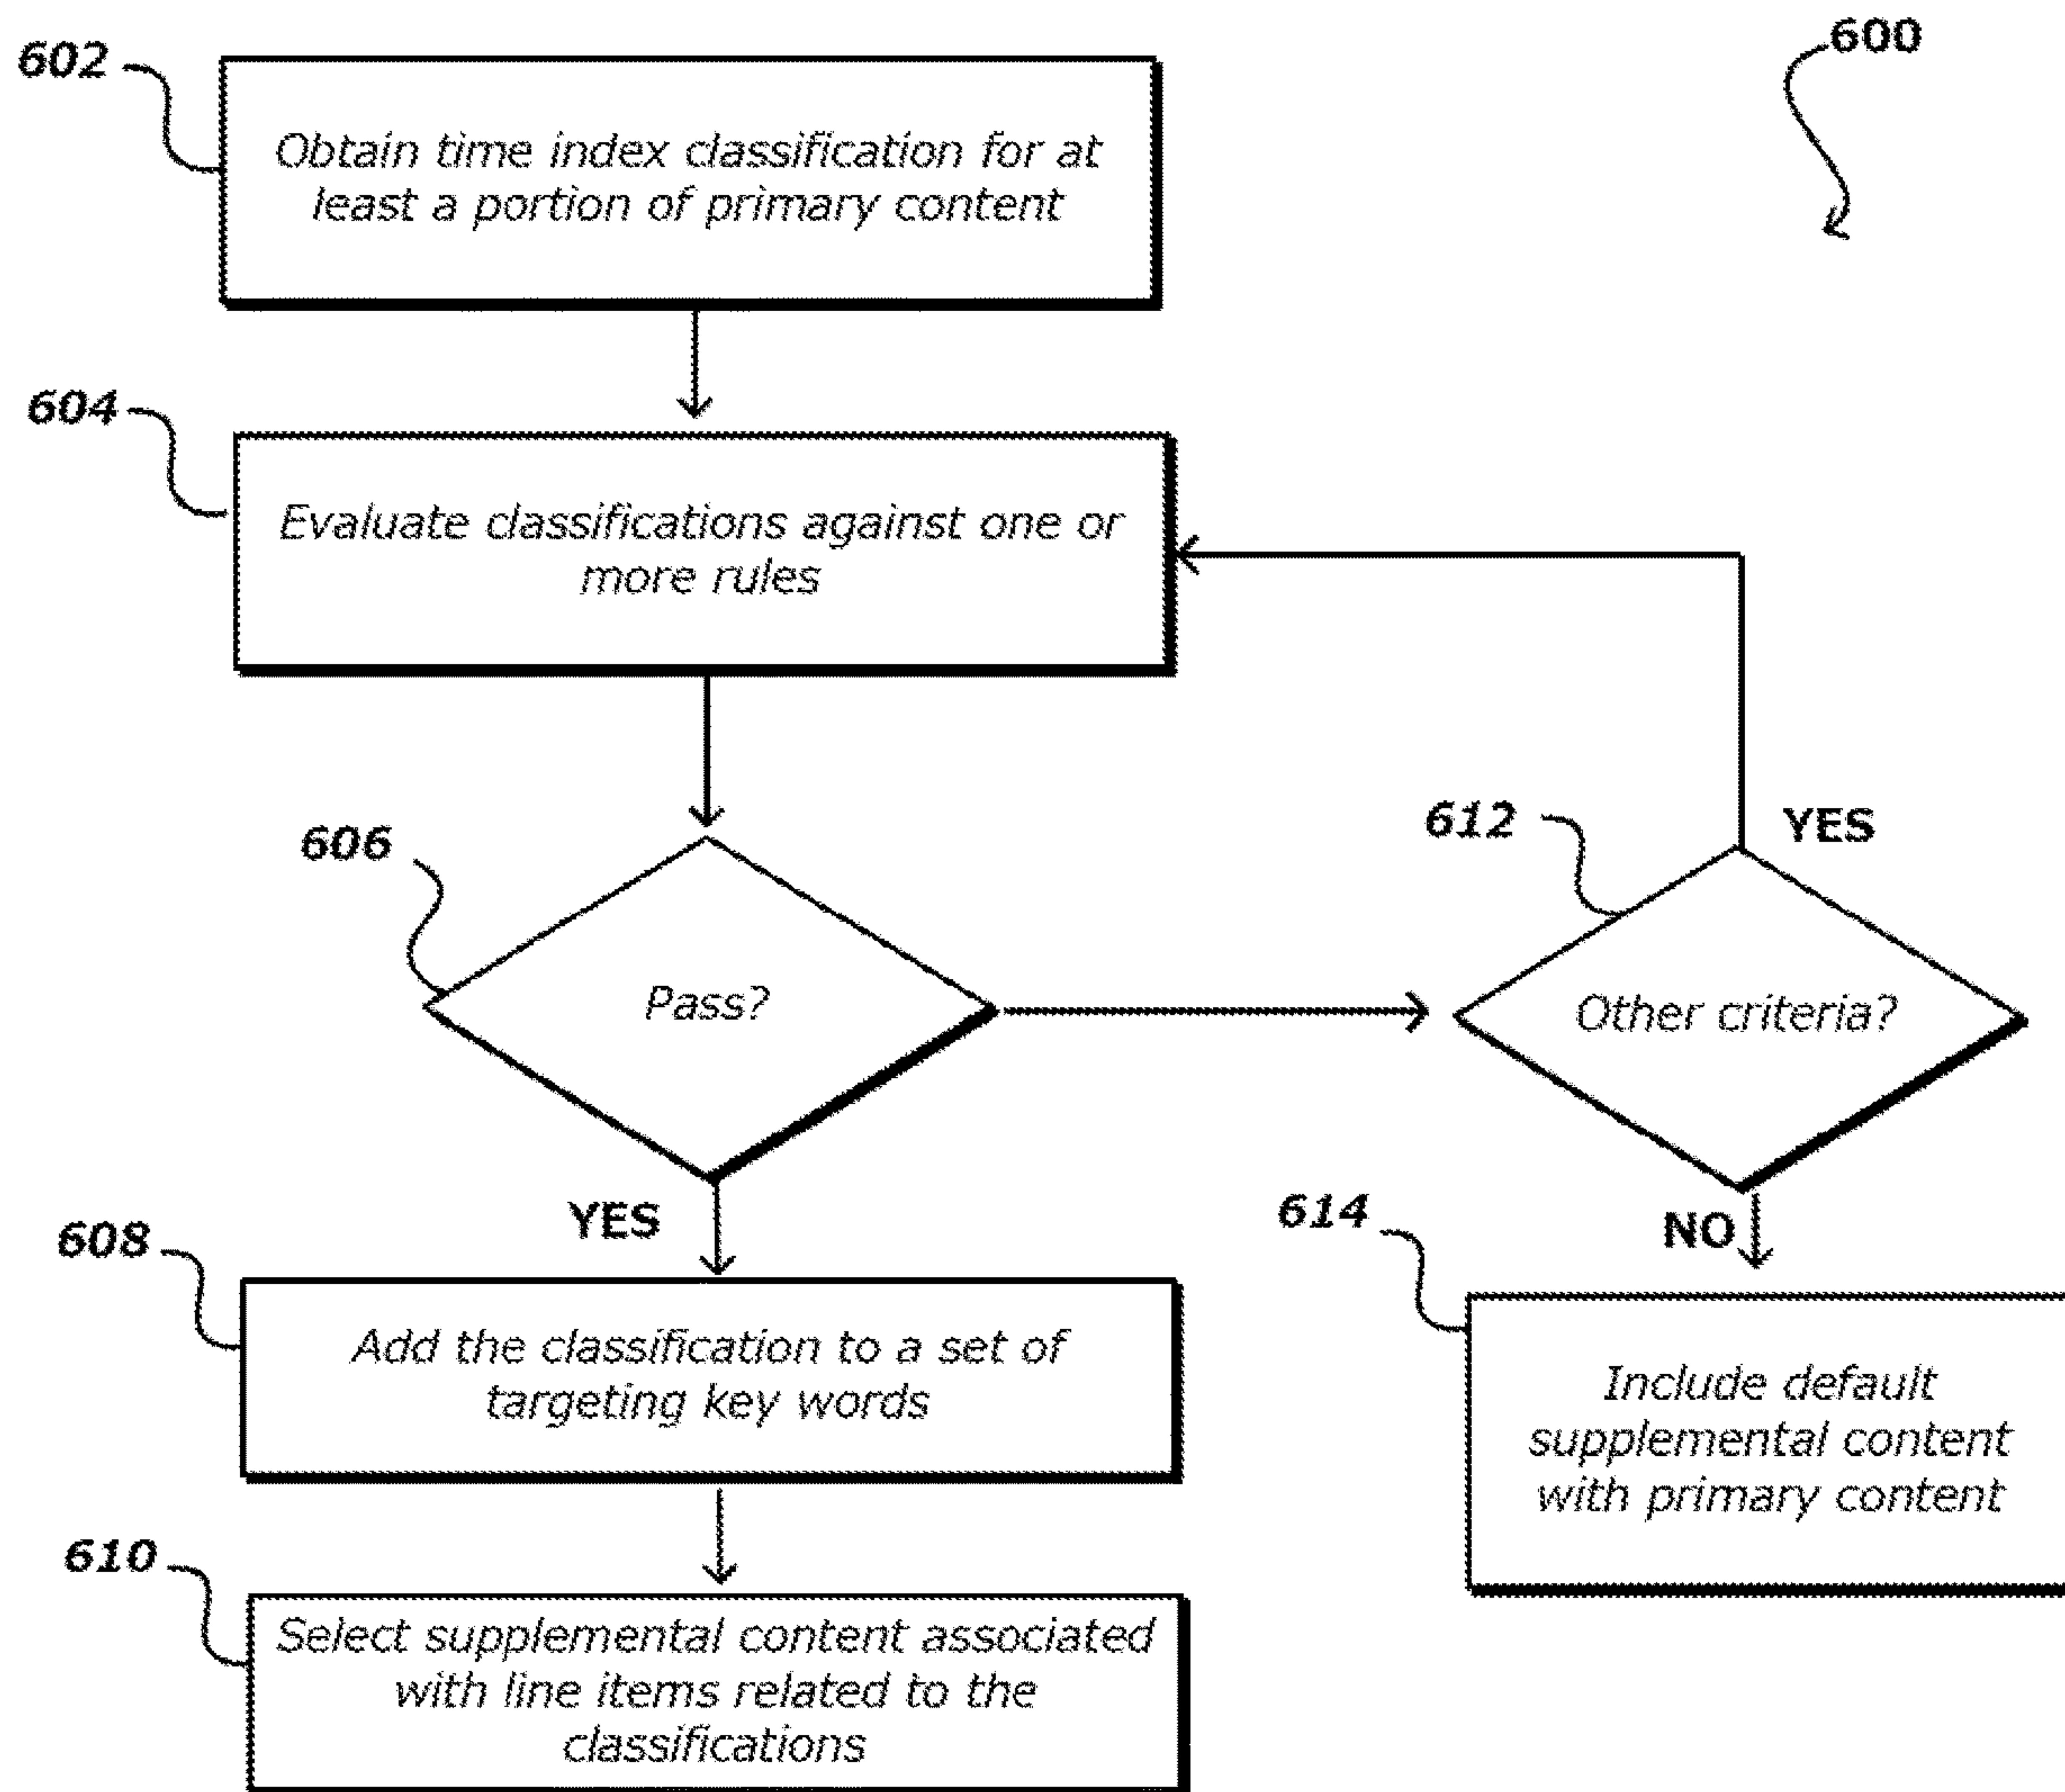 600
602
Obtain time index classification for at
least a portion of primary content
604
Evaluate classifications against one or
more rules
606
Pass?
612
YES
Other criteria?
YES
608
Add the classification to a set of
targeting key words
614
NO
Include default
supplemental content
with primary content
610
Select supplemental content associated
with line items related to the
classifications